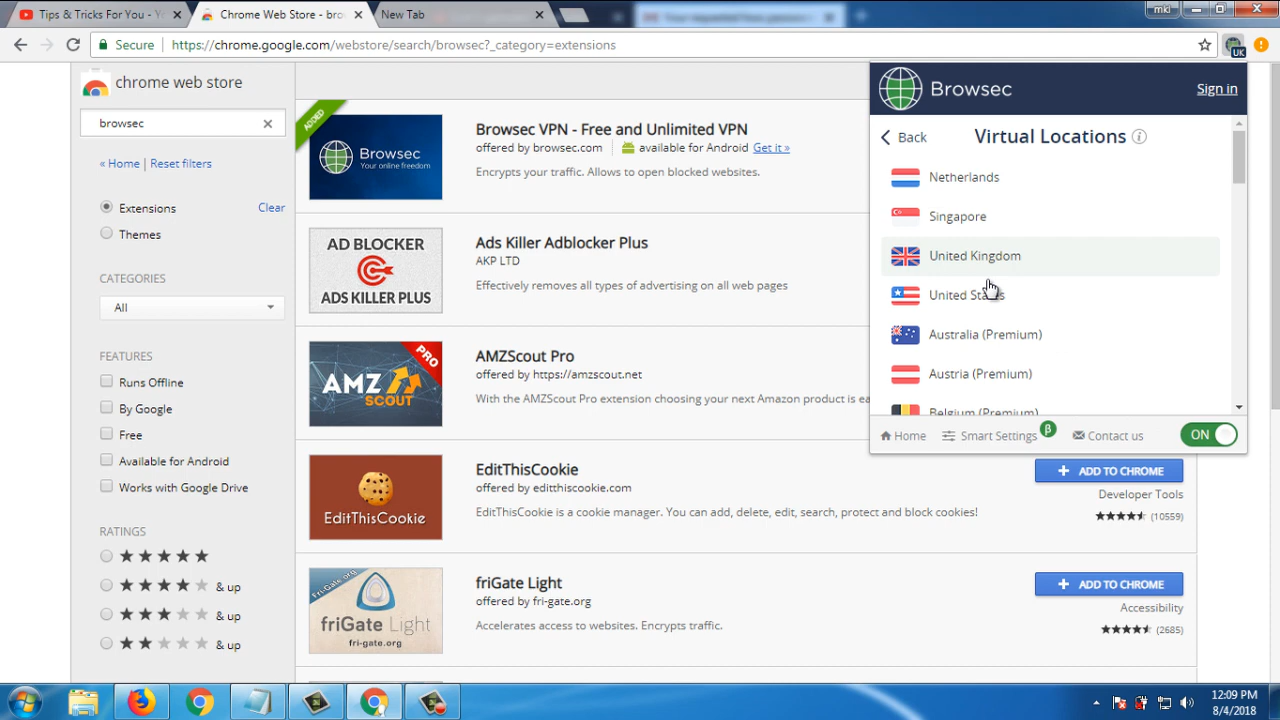 Tips & Tricks For You - Y
Chrome Web Store - bro
New Tab
mki
Secure
https://chrome.google.com/webstore/search/browsec?_category=extensions
UK
chrome web store
browsec
« Home
Reset filters
Extensions
Clear
Themes
CATEGORIES
All
FEATURES
Runs Offline
By Google
Free
Available for Android
Works with Google Drive
RATINGS
& up
& up
& up
ADDED
Browsec
Your online freedom
Browsec VPN - Free and Unlimited VPN
offered by browsec.com
available for Android Get it »
Encrypts your traffic. Allows to open blocked websites.
AD BLOCKER
ADS KILLER PLUS
Ads Killer Adblocker Plus
AKP LTD
Effectively removes all types of advertising on all web pages
PRO
AMZ
SCOUT
AMZScout Pro
offered by https://amzscout.net
With the AMZScout Pro extension choosing your next Amazon product is ea
EditThisCookie
EditThisCookie
offered by editthiscookie.com
EditThisCookie is a cookie manager. You can add, delete, edit, search, protect and block cookies!
ADD TO CHROME
Developer Tools
(10559)
Fri-Gate.org
friGate Light
fri-gate.org
friGate Light
offered by fri-gate.org
Accelerates access to websites. Encrypts traffic.
ADD TO CHROME
Accessibility
(2685)
Browsec
Sign in
Back
Virtual Locations
Netherlands
Singapore
United Kingdom
United States
Australia (Premium)
Austria (Premium)
Belgium (Premium)
Home
Smart Settings
β
Contact us
ON
12:09 PM
8/4/2018